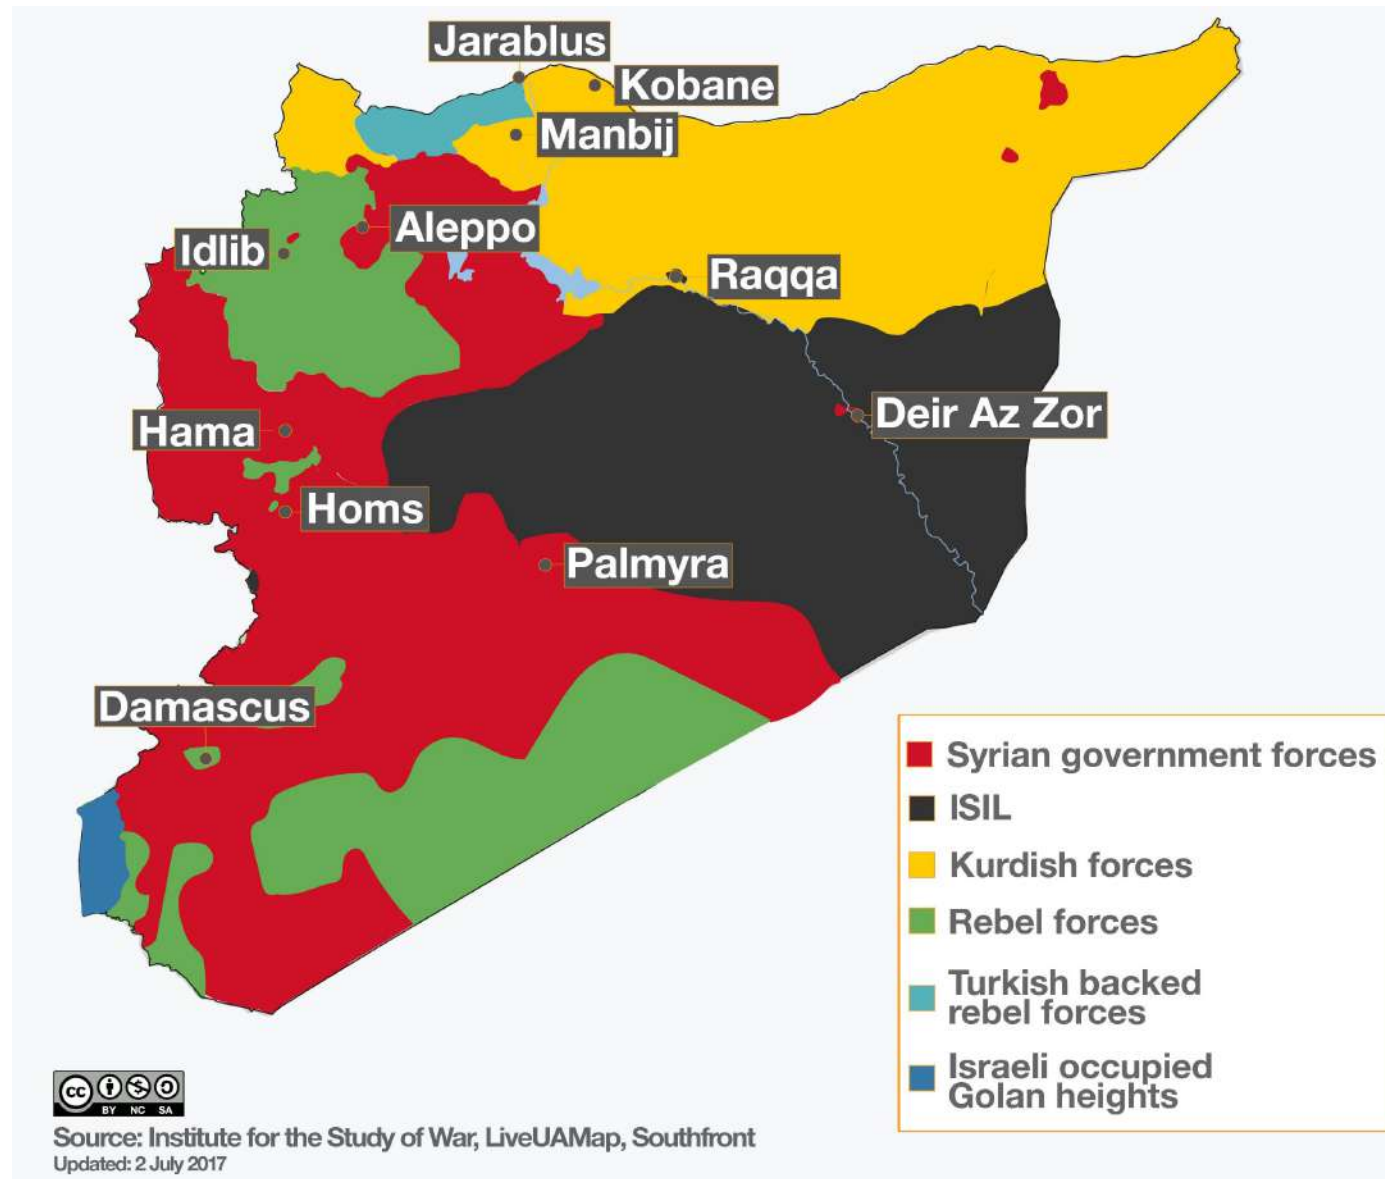 Jarablus
Kobane
Manbij
Aleppo
Idlib
Raqqa
Deir Az Zor
Hama
Homs
Palmyra
Damascus
Syrian government forces
ISIL
Kurdish forces
Rebel forces
Turkish backed
rebel forces
Israeli occupied
Golan heights
cc
BY NC SA
Source: Institute for the Study of War, LiveUAMap, Southfront
Updated: 2 July 2017